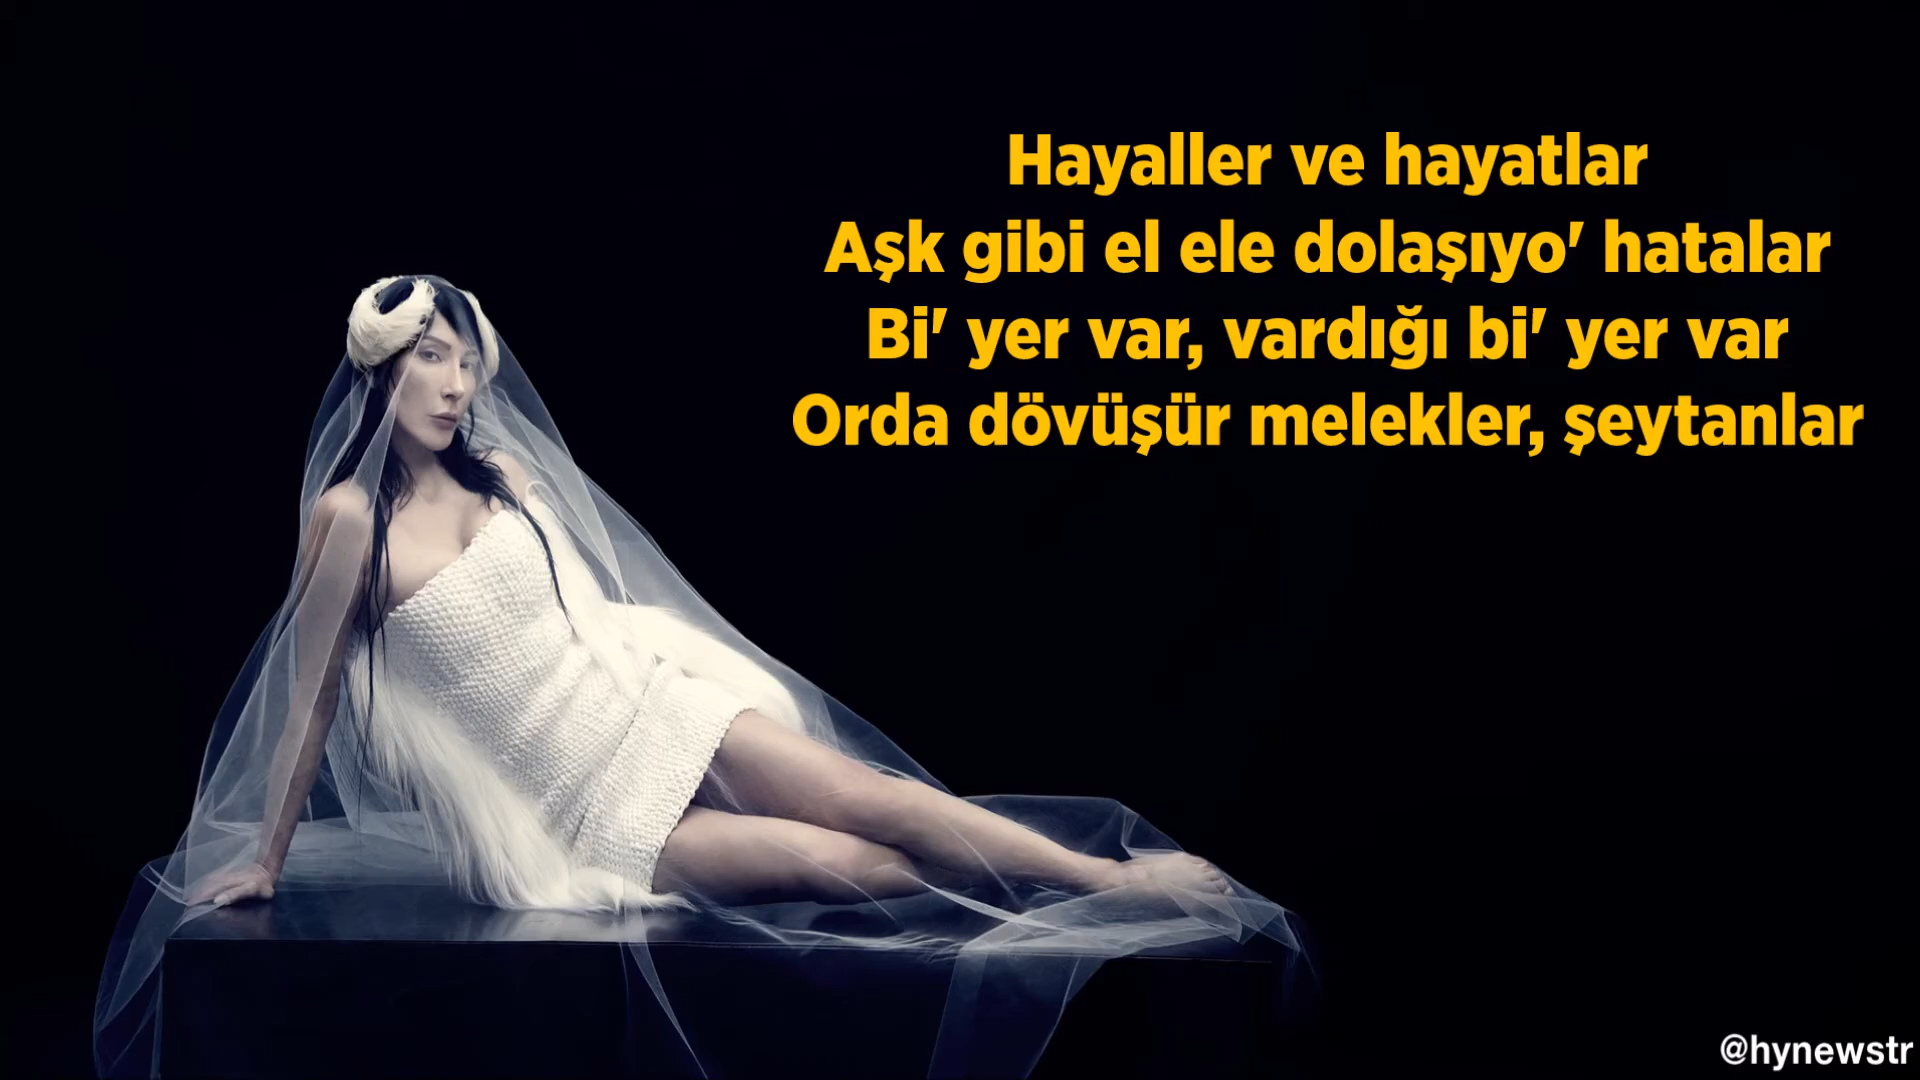 Hayaller ve hayatlar
Aşk gibi el ele dolaşıyo' hatalar
Bi' yer var, vardığı bi' yer var
Orda dövüşür melekler, şeytanlar
@hynewstr